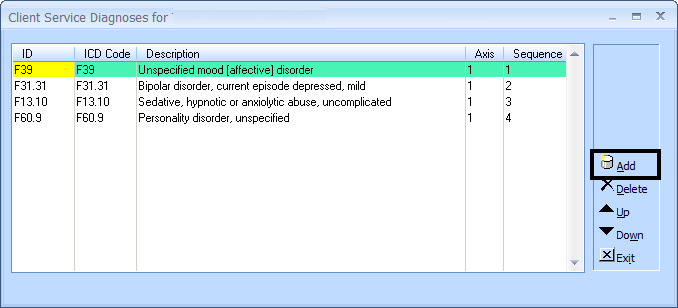 Client Service Diagnoses for
ID ICD Code Description Axis Sequence
F39 F39 Unspecified mood [affective] disorder 1 1
F31.31 F31.31 Bipolar disorder, current episode depressed, mild 1 2
F13.10 F13.10 Sedative, hypnotic or anxiolytic abuse, uncomplicated 1 3
F60.9 F60.9 Personality disorder, unspecified 1 4
Add
Delete
Up
Down
Exit